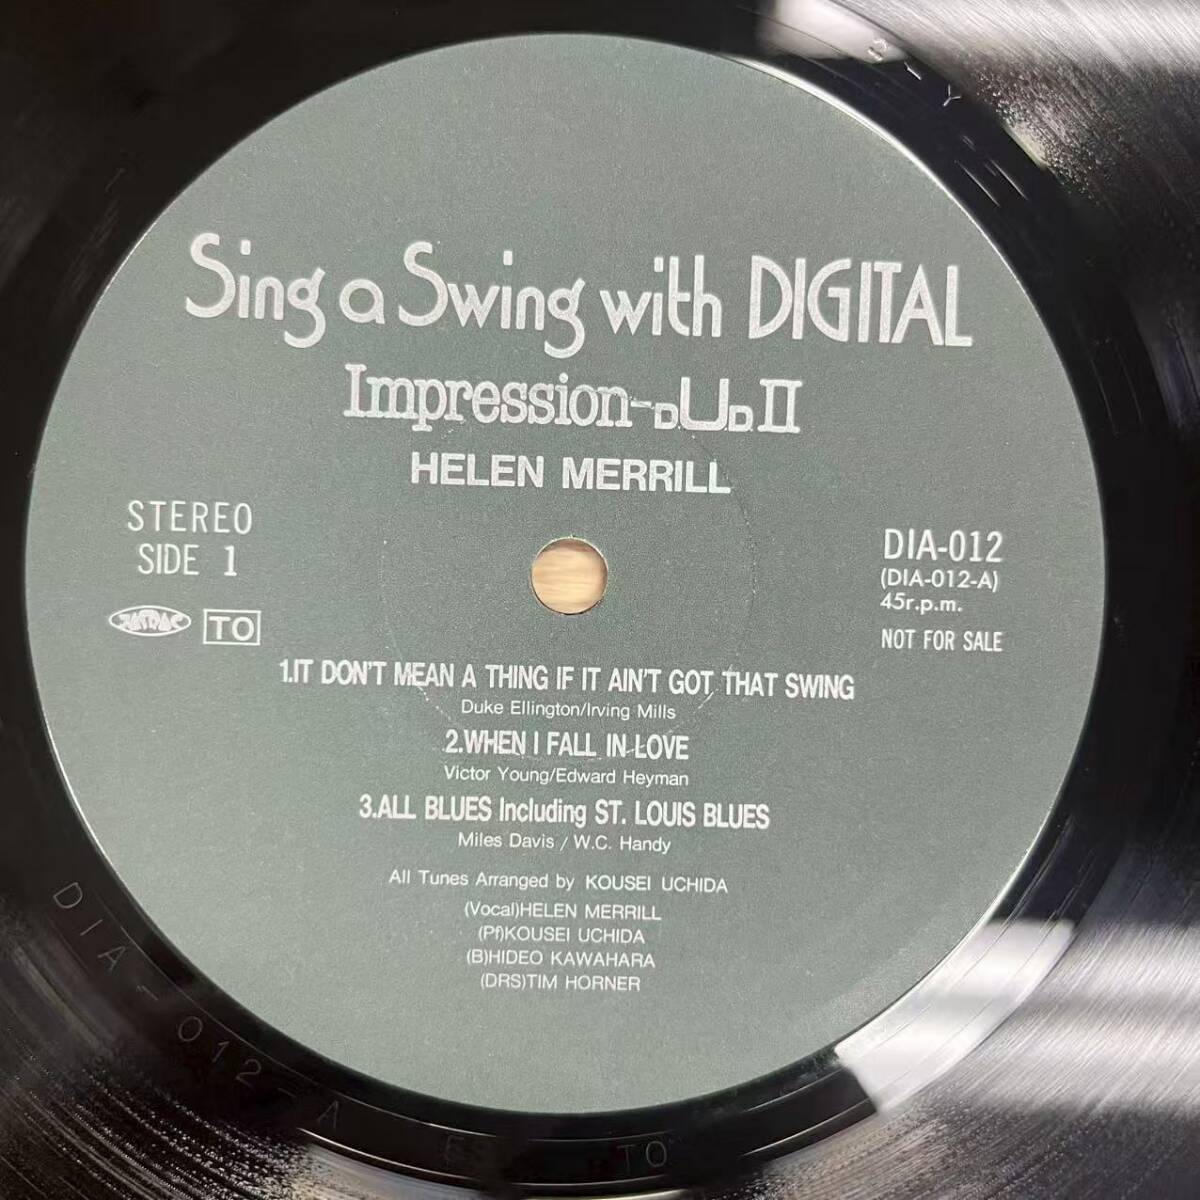 Sing a Swing with DIGITAL
Impression-DUDII
HELEN MERRILL
STEREO
SIDE 1
JASRAC TO
DIA-012
(DIA-012-A)
45r.p.m.
NOT FOR SALE
1.IT DON'T MEAN A THING IF IT AIN'T GOT THAT SWING
Duke Ellington/Irving Mills
2.WHEN I FALL IN LOVE
Victor Young/Edward Heyman
3.ALL BLUES Including ST. LOUIS BLUES
Miles Davis / W.C. Handy
All Tunes Arranged by KOUSEI UCHIDA
(Vocal)HELEN MERRILL
(Pf)KOUSEI UCHIDA
(B)HIDEO KAWAHARA
(DRS)TIM HORNER
DIA-012-A E TO